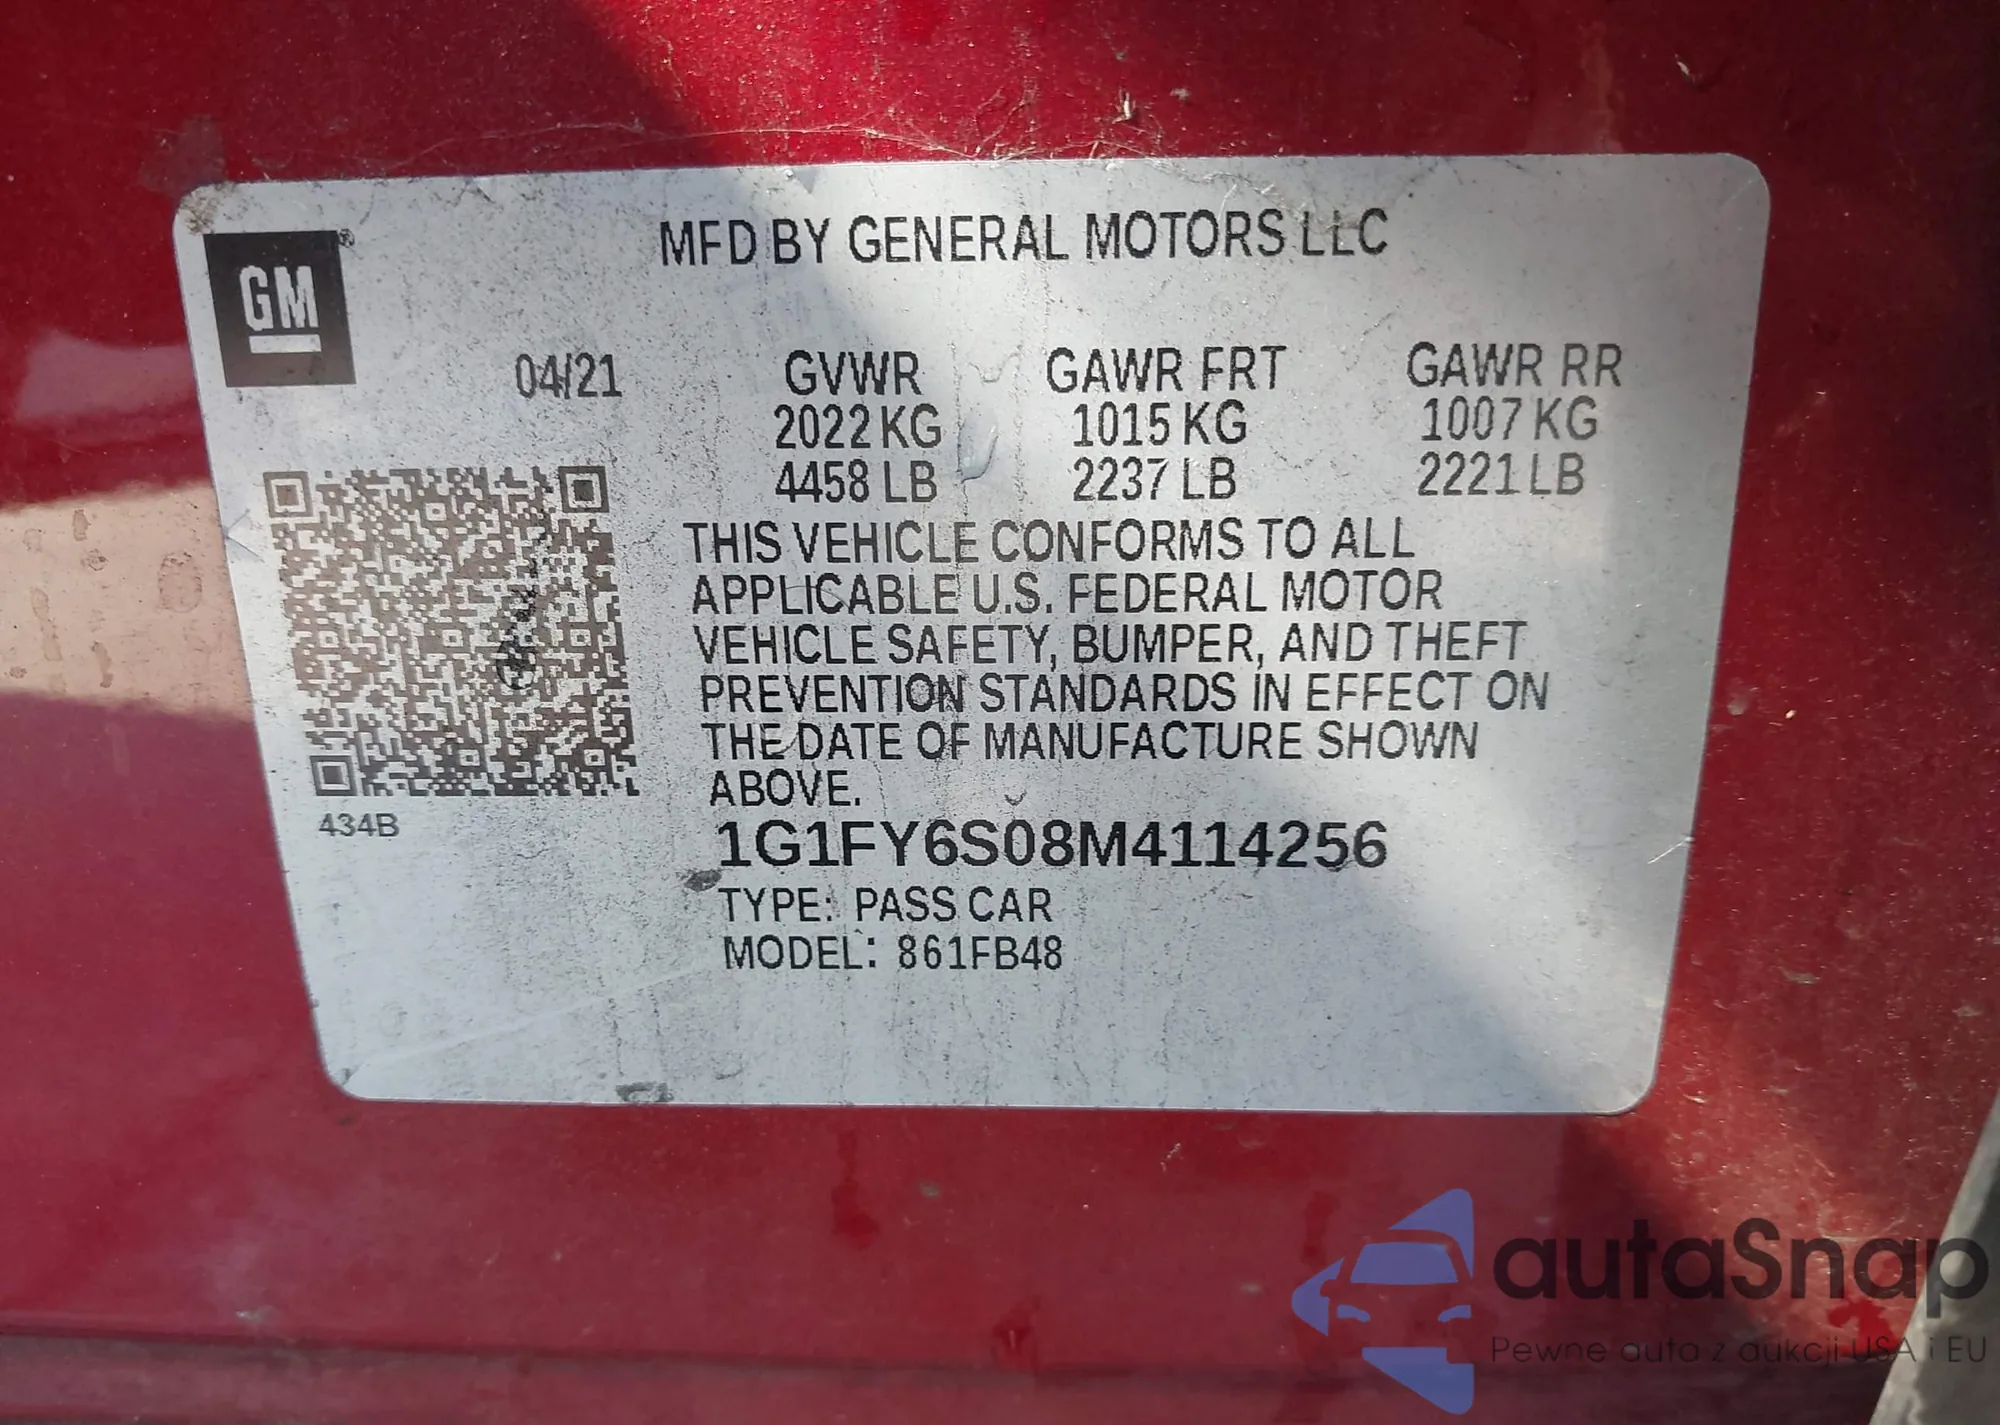 MFD BY GENERAL MOTORS LLC
GM®
04/21 GVWR GAWR FRT GAWR RR
2022 KG 1015 KG 1007 KG
4458 LB 2237 LB 2221 LB
THIS VEHICLE CONFORMS TO ALL
APPLICABLE U.S. FEDERAL MOTOR
VEHICLE SAFETY, BUMPER, AND THEFT
PREVENTION STANDARDS IN EFFECT ON
THE DATE OF MANUFACTURE SHOWN
ABOVE.
434B
1G1FY6S08M4114256
TYPE: PASS CAR
MODEL: 861FB48
autaSnap
Pewne auta z aukcji USA i EU